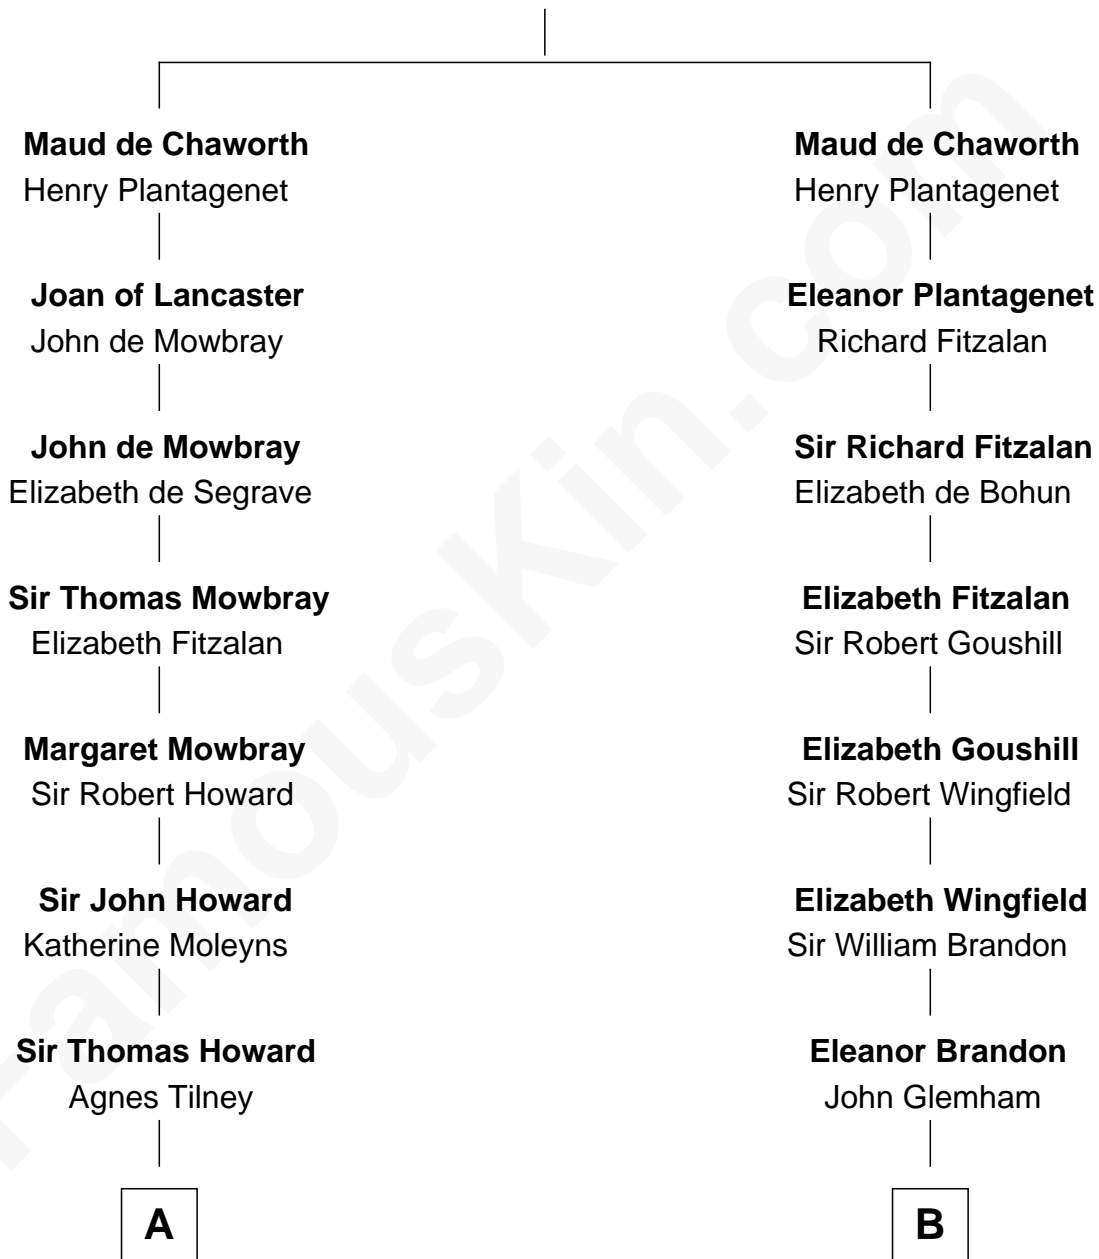 Maud de Chaworth
Henry Plantagenet
Joan of Lancaster
John de Mowbray
John de Mowbray
Elizabeth de Segrave
Sir Thomas Mowbray
Elizabeth Fitzalan
Margaret Mowbray
Sir Robert Howard
Sir John Howard
Katherine Moleyns
Sir Thomas Howard
Agnes Tilney
A
Maud de Chaworth
Henry Plantagenet
Eleanor Plantagenet
Richard Fitzalan
Sir Richard Fitzalan
Elizabeth de Bohun
Elizabeth Fitzalan
Sir Robert Goushill
Elizabeth Goushill
Sir Robert Wingfield
Elizabeth Wingfield
Sir William Brandon
Eleanor Brandon
John Glemham
B
FamousKin.com